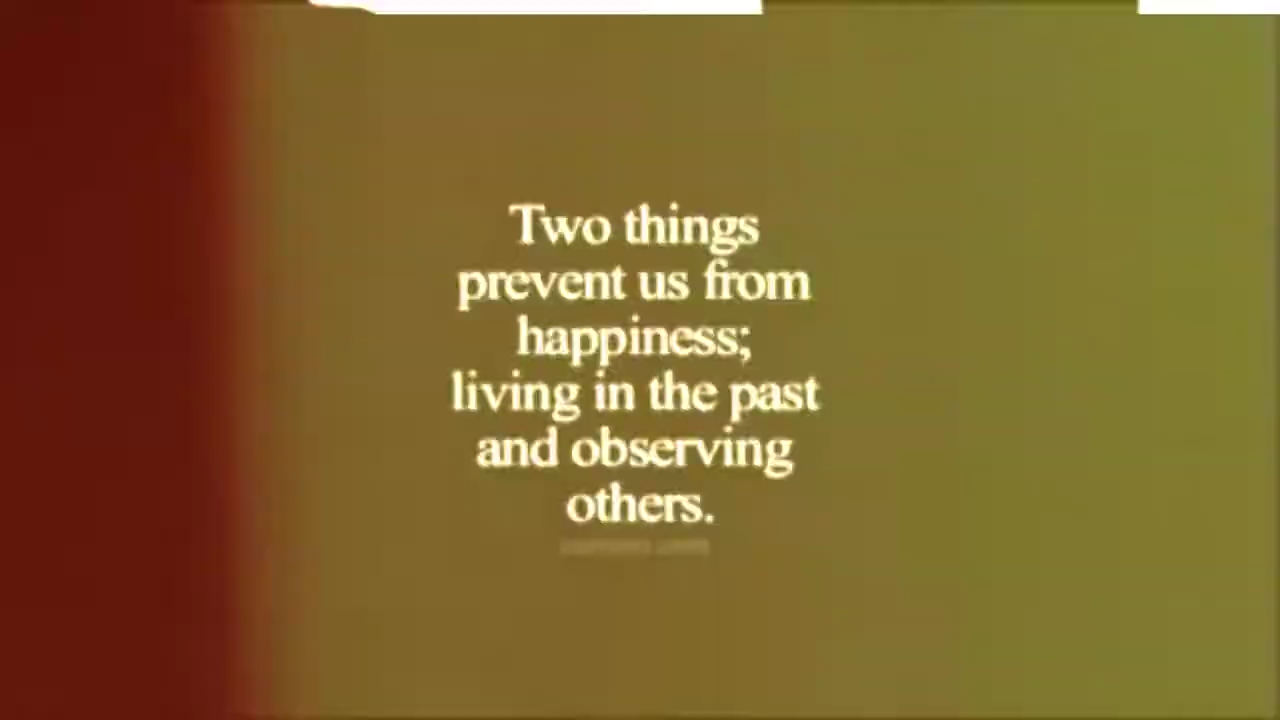 Two things
prevent us from
happiness;
living in the past
and observing
others.